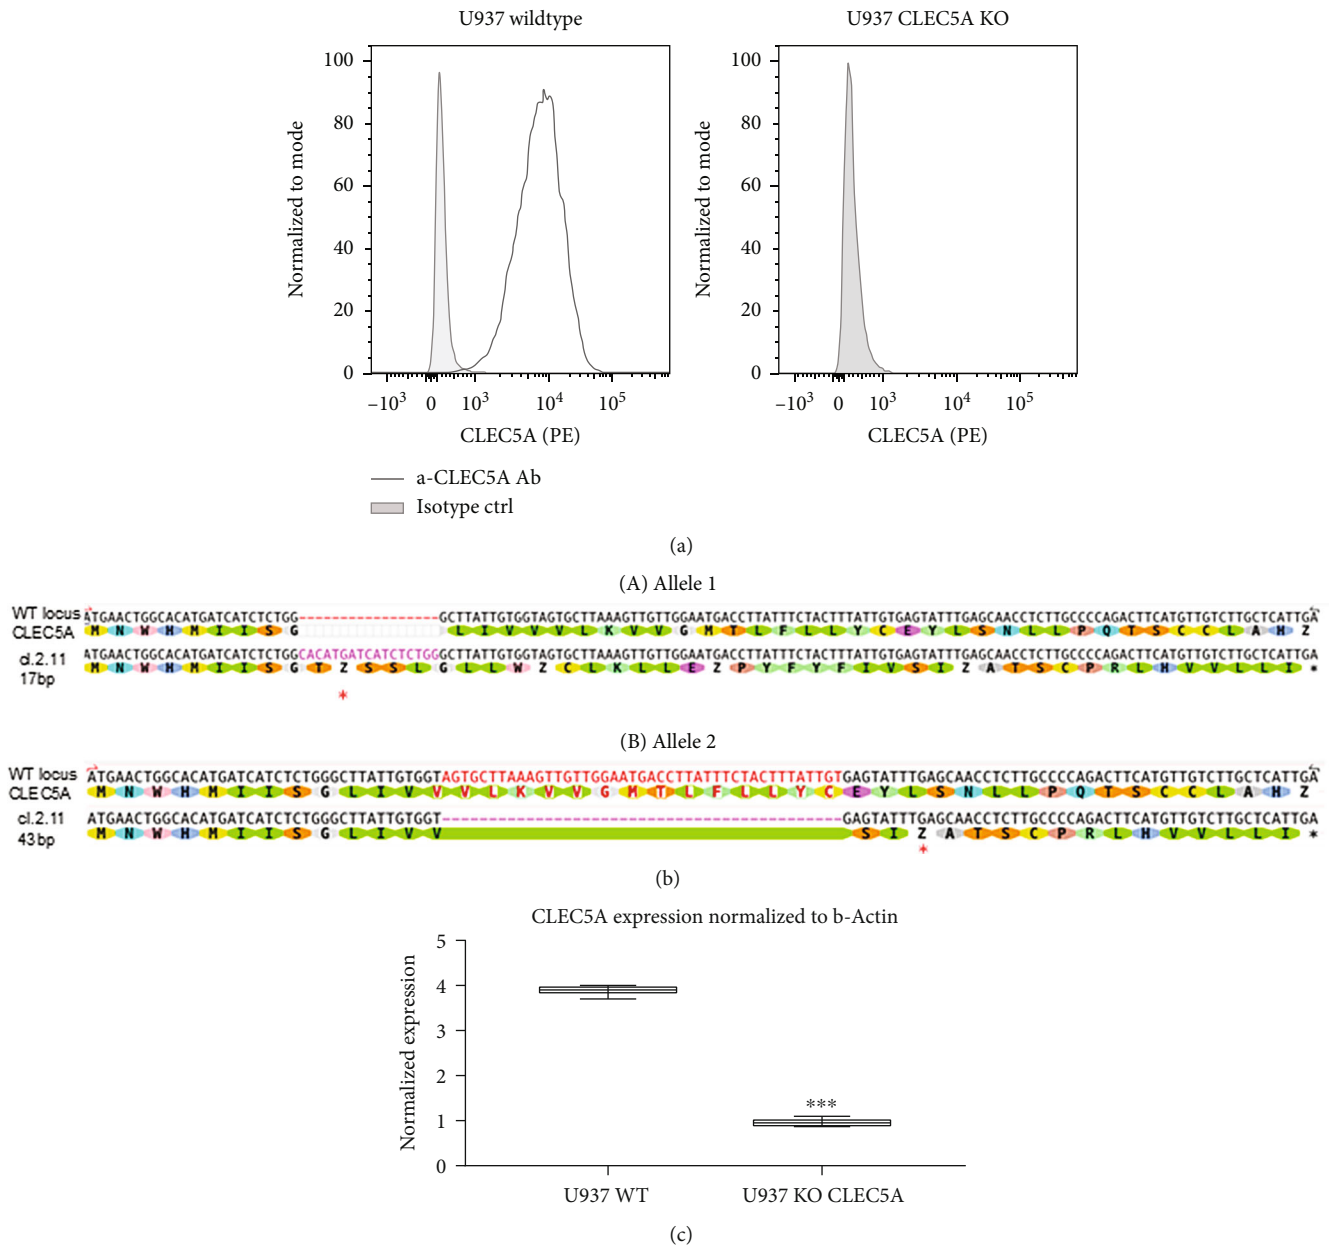 U937 wildtype
U937 CLEC5A KO
100
80
60
40
20
0
Normalized to mode
−10³ 0 10³ 10⁴ 10⁵
CLEC5A (PE)
100
80
60
40
20
0
Normalized to mode
−10³ 0 10³ 10⁴ 10⁵
CLEC5A (PE)
a-CLEC5A Ab
Isotype ctrl
(a)
(A) Allele 1
WT locus ATGAACTGGCACATGATCATCTCTGG-----------------GCTTATTGTGGTAGTGCTTAAAGTTGTTGGAATGACCTTATTTCTACTTTATTGTGAGTATTTGAGCAACCTCTTGCCCCAGACTTCATGTTGTCTTGCTCATTGA
CLEC5A M N W H M I I S G L I V V V L K V V G M T L F L L Y C E Y L S N L L P Q T S C C L A H Z
cl.2.11 ATGAACTGGCACATGATCATCTCTGGCACATGATCATCTCTGGGCTTATTGTGGTAGTGCTTAAAGTTGTTGGAATGACCTTATTTCTACTTTATTGTGAGTATTTGAGCAACCTCTTGCCCCAGACTTCATGTTGTCTTGCTCATTGA
17bp M N W H M I I S G T Z S S L G L L W Z C L K L L E Z P Y F Y F I V S I Z A T S C P R L H V V L L I *
*
(B) Allele 2
WT locus ATGAACTGGCACATGATCATCTCTGGGCTTATTGTGGTAGTGCTTAAAGTTGTTGGAATGACCTTATTTCTACTTTATTGTGAGTATTTGAGCAACCTCTTGCCCCAGACTTCATGTTGTCTTGCTCATTGA
CLEC5A M N W H M I I S G L I V V V L K V V G M T L F L L Y C E Y L S N L L P Q T S C C L A H Z
cl.2.11 ATGAACTGGCACATGATCATCTCTGGGCTTATTGTGGT-------------------------------------------GAGTATTTGAGCAACCTCTTGCCCCAGACTTCATGTTGTCTTGCTCATTGA
43bp M N W H M I I S G L I V V S I Z A T S C P R L H V V L L I *
*
(b)
CLEC5A expression normalized to b-Actin
5
4
3
2
1
0
Normalized expression
***
U937 WT
U937 KO CLEC5A
(c)